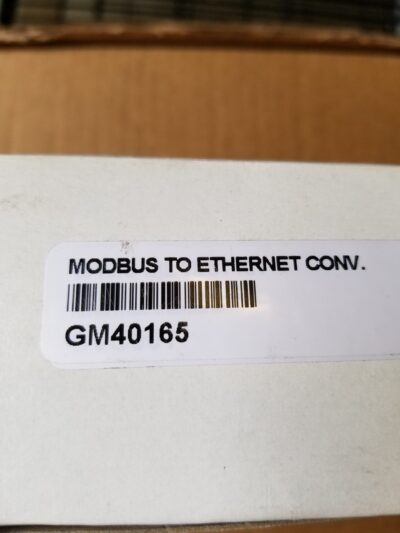 MODBUS TO ETHERNET CONV.
GM40165